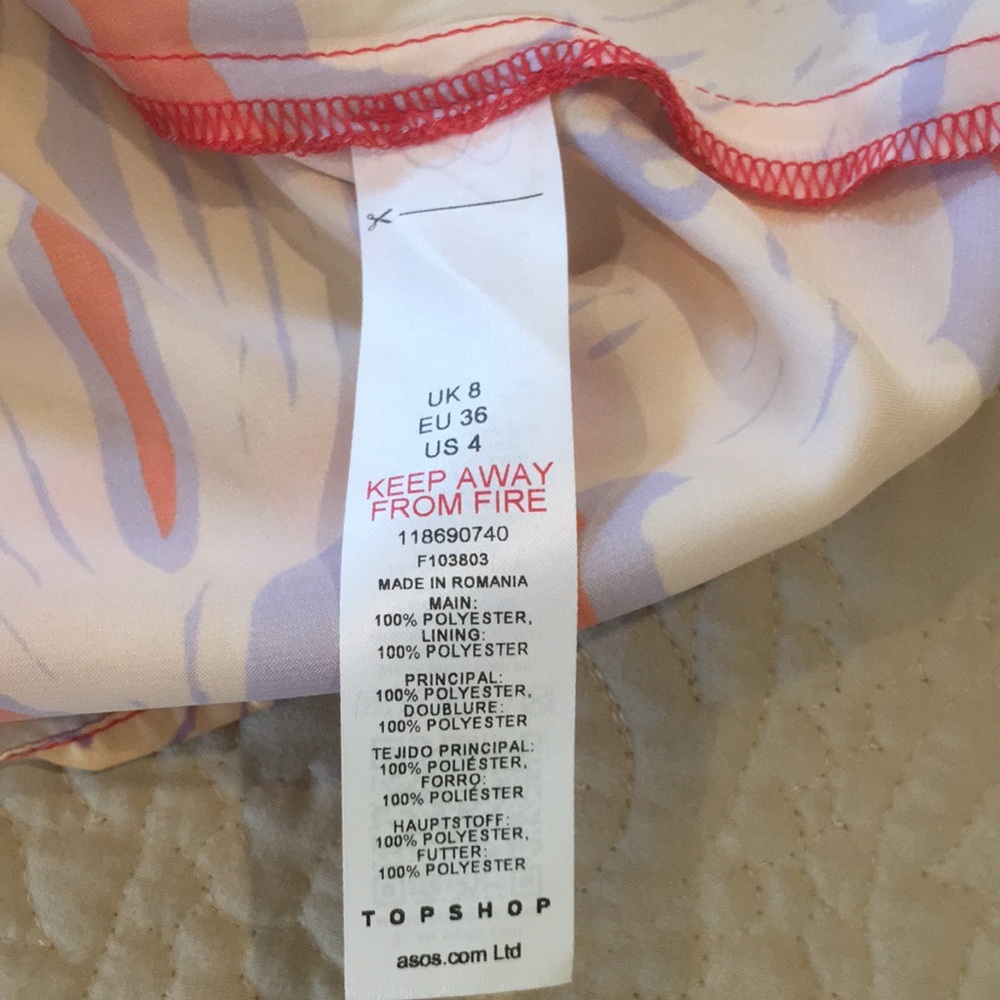 UK 8
EU 36
US 4
KEEP AWAY
FROM FIRE
118690740
F103803
MADE IN ROMANIA
MAIN:
100% POLYESTER,
LINING:
100% POLYESTER
PRINCIPAL:
100% POLYESTER,
DOUBLURE:
100% POLYESTER
TEJIDO PRINCIPAL:
100% POLIÉSTER,
FORRO:
100% POLIÉSTER
HAUPTSTOFF:
100% POLYESTER,
FUTTER:
100% POLYESTER
TOPSHOP
asos.com Ltd